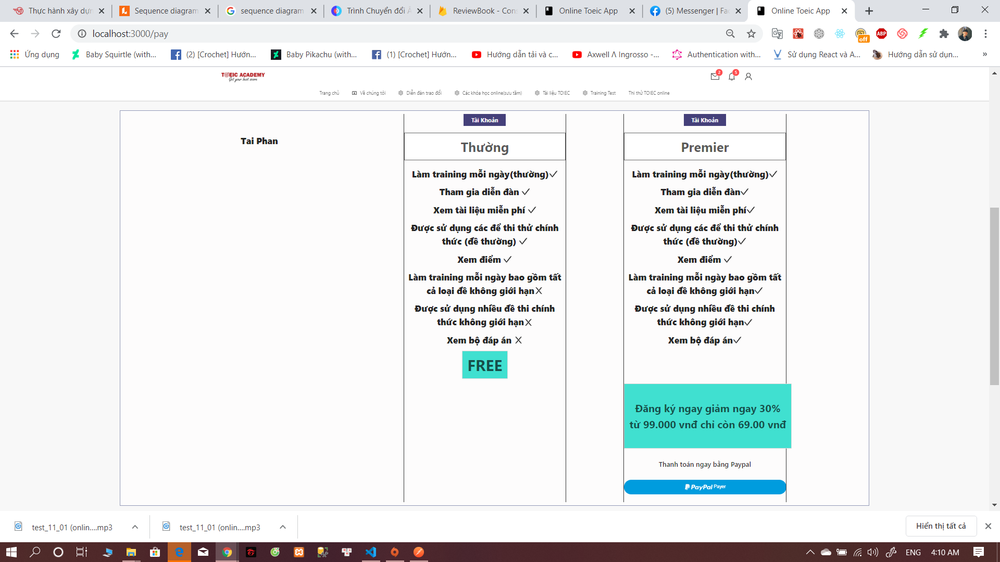 Thực hành xây dựn
Sequence diagram
sequence diagram
Trình Chuyển đổi Â
ReviewBook - Cons
Online Toeic App
(5) Messenger | Fac
Online Toeic App
localhost:3000/pay
off
ABP
Ứng dụng
Baby Squirtle (with...
(2) [Crochet] Hướn...
Baby Pikachu (with...
(1) [Crochet] Hướn...
Hướng dẫn tải và c...
Axwell Λ Ingrosso -...
Authentication with...
Sử dụng React và A...
Hướng dẫn sử dụn...
»
TOEIC ACADEMY
Get your best score
2
5
Trang chủ
Về chúng tôi
Diễn đàn trao đổi
Các khóa học online(sưu tầm)
Tài liệu TOIEC
Training Test
Thi thử TOIEC online
Tai Phan
Tài Khoản
Thường
Làm training mỗi ngày(thường)✓
Tham gia diễn đàn ✓
Xem tài liệu miễn phí ✓
Được sử dụng các để thi thử chính
thức (đề thường) ✓
Xem điểm ✓
Làm training mỗi ngày bao gồm tất
cả loại đề không giới hạn X
Được sử dụng nhiều đề thi chính
thức không giới hạn X
Xem bộ đáp án X
FREE
Tài Khoản
Premier
Làm training mỗi ngày(thường)✓
Tham gia diễn đàn✓
Xem tài liệu miễn phí✓
Được sử dụng các để thi thử chính
thức (đề thường)✓
Xem điểm ✓
Làm training mỗi ngày bao gồm tất
cả loại đề không giới hạn✓
Được sử dụng nhiều đề thi chính
thức không giới hạn✓
Xem bộ đáp án✓
Đăng ký ngay giảm ngay 30%
từ 99.000 vnđ chỉ còn 69.00 vnđ
Thanh toán ngay bằng Paypal
PayPal Payer
test_11_01 (onlin....mp3
test_11_01 (onlin....mp3
Hiển thị tất cả
ENG
4:10 AM